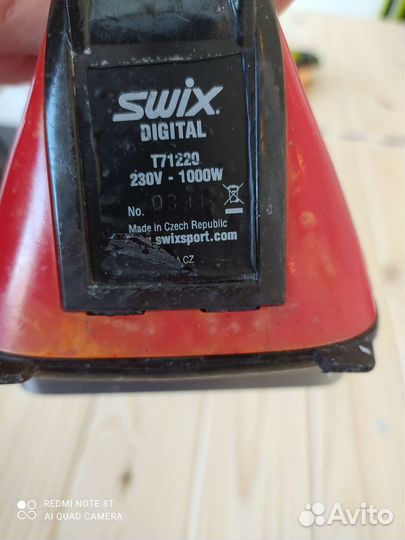 SWIX
DIGITAL
T71220
230V - 1000W
No.
Made in Czech Republic
www.swixsport.com
CZ
REDMI NOTE 8T
AI QUAD CAMERA
Avito